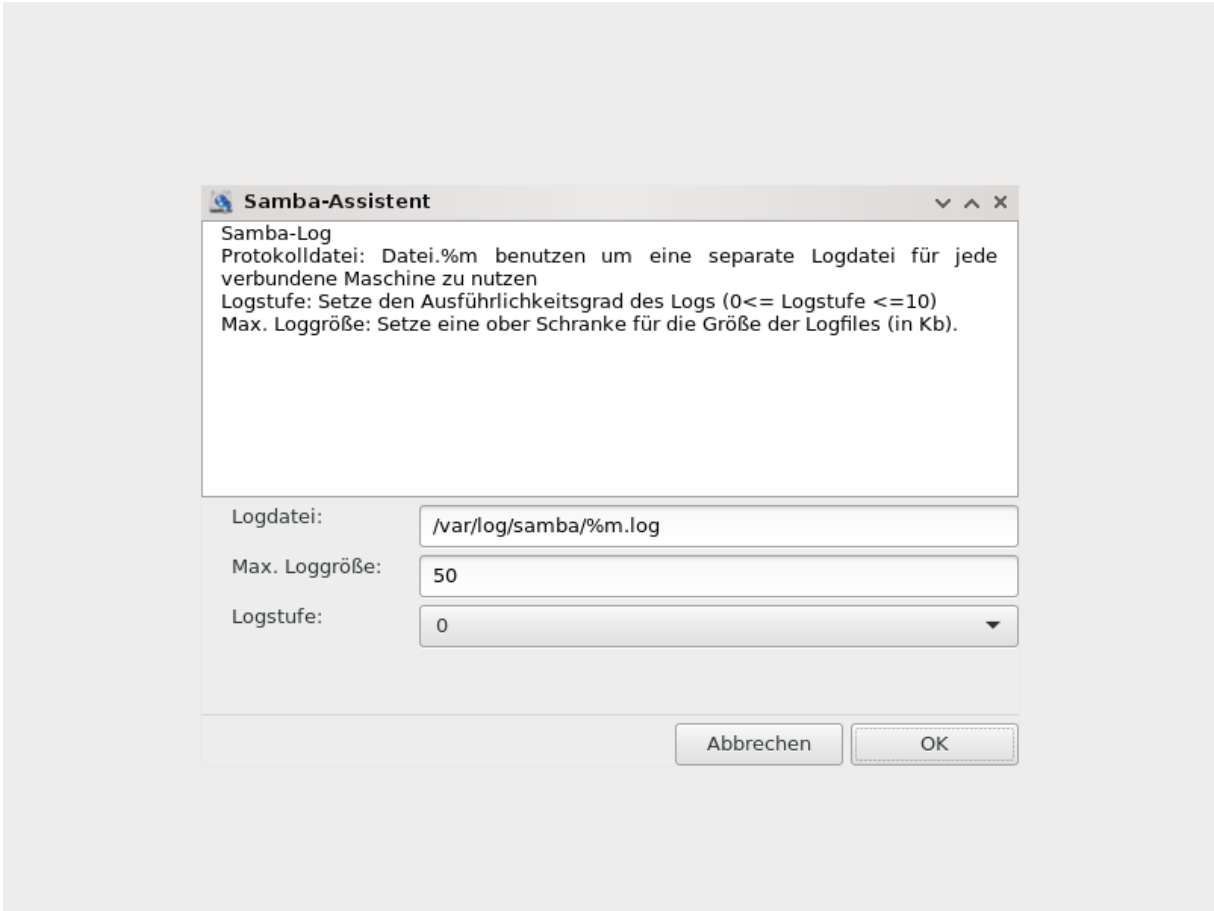 Samba-Assistent
Samba-Log
Protokolldatei: Datei.%m benutzen um eine separate Logdatei für jede
verbundene Maschine zu nutzen
Logstufe: Setze den Ausführlichkeitsgrad des Logs (0<= Logstufe <=10)
Max. Loggröße: Setze eine ober Schranke für die Größe der Logfiles (in Kb).
Logdatei:
/var/log/samba/%m.log
Max. Loggröße:
50
Logstufe:
0
Abbrechen
OK